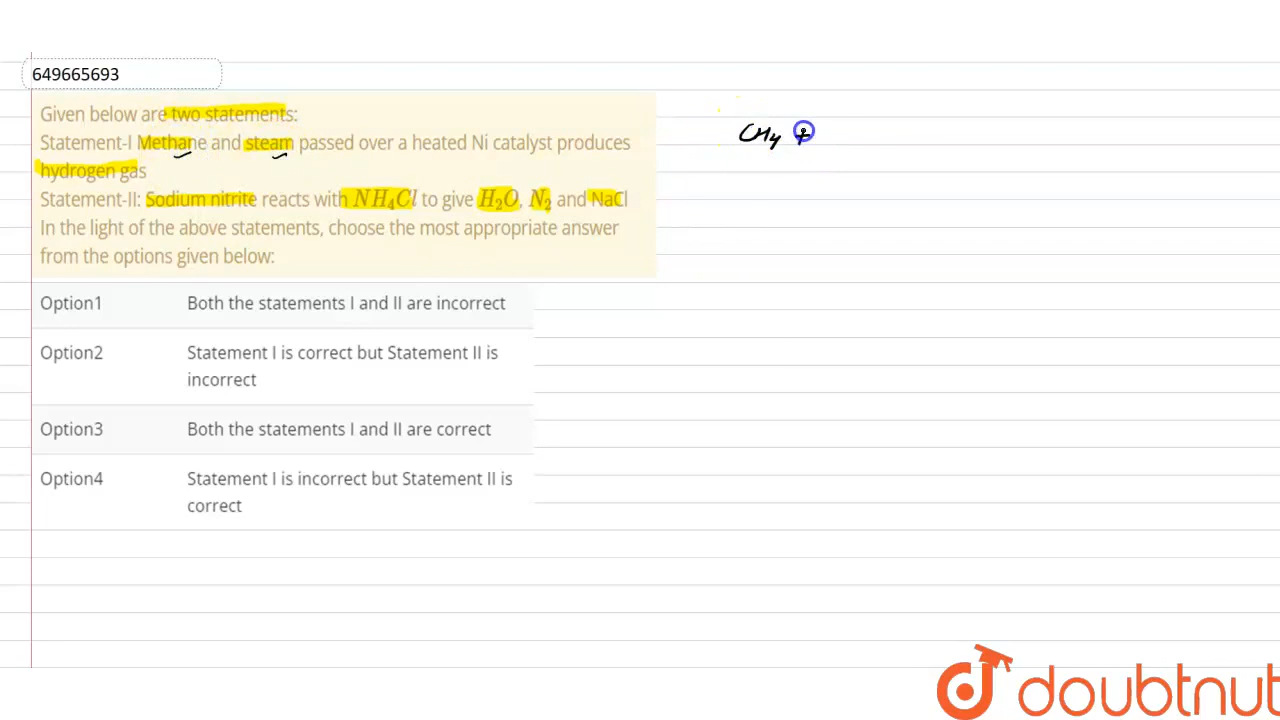 649665693
Given below are two statements:
Statement-I Methane and steam passed over a heated Ni catalyst produces
hydrogen gas
Statement-II: Sodium nitrite reacts with NH₄Cl to give H₂O, N₂ and NaCl
In the light of the above statements, choose the most appropriate answer
from the options given below:
Option1 Both the statements I and II are incorrect
Option2 Statement I is correct but Statement II is
incorrect
Option3 Both the statements I and II are correct
Option4 Statement I is incorrect but Statement II is
correct
CH₄ +
doubtnut